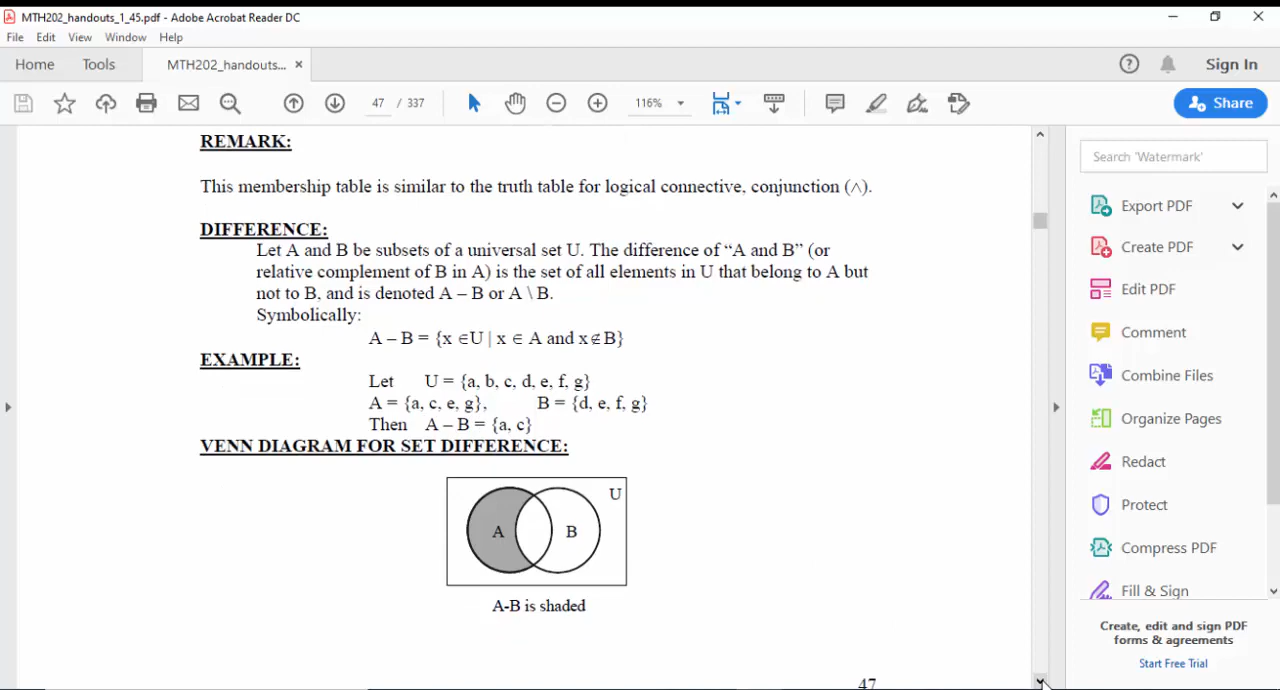 MTH202_handouts_1_45.pdf - Adobe Acrobat Reader DC
File Edit View Window Help
Home Tools MTH202_handouts... × Sign In
47 / 337 116% Share
REMARK:
This membership table is similar to the truth table for logical connective, conjunction (∧).
DIFFERENCE:
Let A and B be subsets of a universal set U. The difference of “A and B” (or
relative complement of B in A) is the set of all elements in U that belong to A but
not to B, and is denoted A – B or A \ B.
Symbolically:
A – B = {x ∈U | x ∈ A and x∉B}
EXAMPLE:
Let U = {a, b, c, d, e, f, g}
A = {a, c, e, g}, B = {d, e, f, g}
Then A – B = {a, c}
VENN DIAGRAM FOR SET DIFFERENCE:
U
A B
A-B is shaded
47
Search 'Watermark'
Export PDF
Create PDF
Edit PDF
Comment
Combine Files
Organize Pages
Redact
Protect
Compress PDF
Fill & Sign
Create, edit and sign PDF
forms & agreements
Start Free Trial